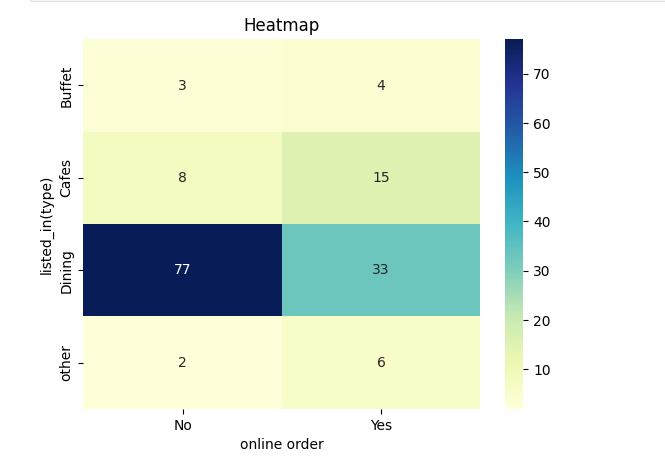 Heatmap
Buffet
3
4
Cafes
8
15
Dining
77
33
other
2
6
listed_in(type)
No
Yes
online order
70
60
50
40
30
20
10